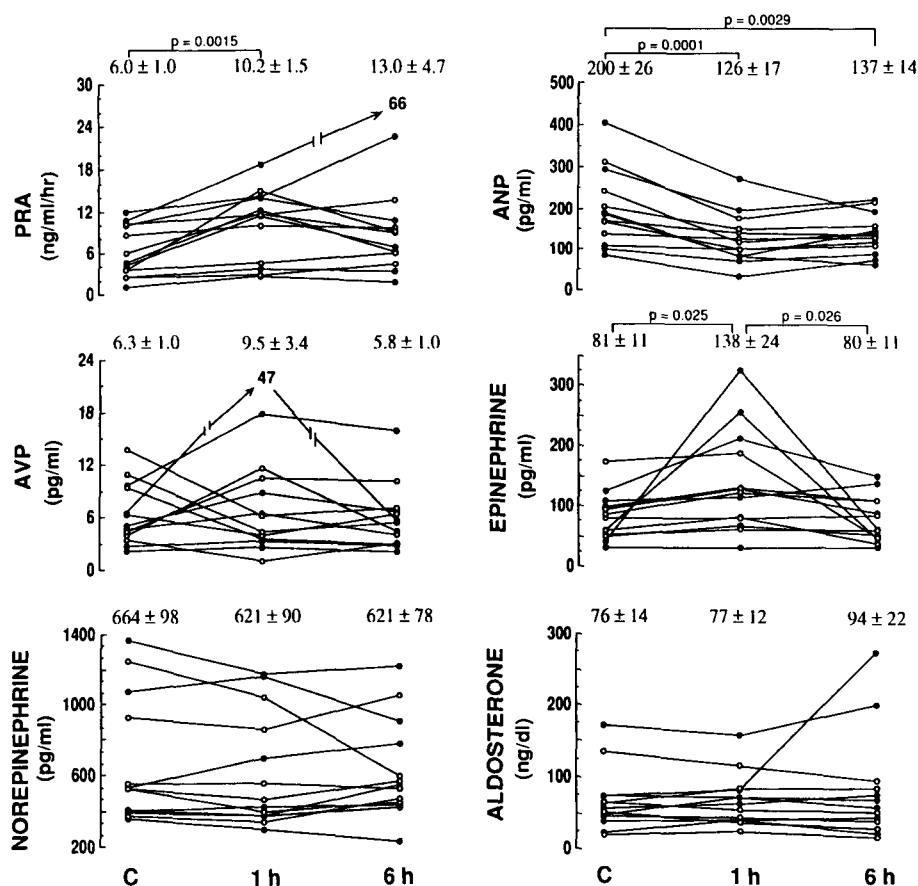 p = 0.0015
6.0 ± 1.0 10.2 ± 1.5 13.0 ± 4.7
30
24
18
12
6
0
66
PRA
(ng/ml/hr)
p = 0.0029
p = 0.0001
200 ± 26 126 ± 17 137 ± 14
500
400
300
200
100
0
ANP
(pg/ml)
6.3 ± 1.0 9.5 ± 3.4 5.8 ± 1.0
24
18
12
6
0
47
AVP
(pg/ml)
p = 0.025 p = 0.026
81 ± 11 138 ± 24 80 ± 11
300
200
100
0
EPINEPHRINE
(pg/ml)
664 ± 98 621 ± 90 621 ± 78
1400
1000
600
200
NOREPINEPHRINE
(pg/ml)
C 1 h 6 h
76 ± 14 77 ± 12 94 ± 22
300
200
100
50
0
ALDOSTERONE
(ng/dl)
C 1 h 6 h